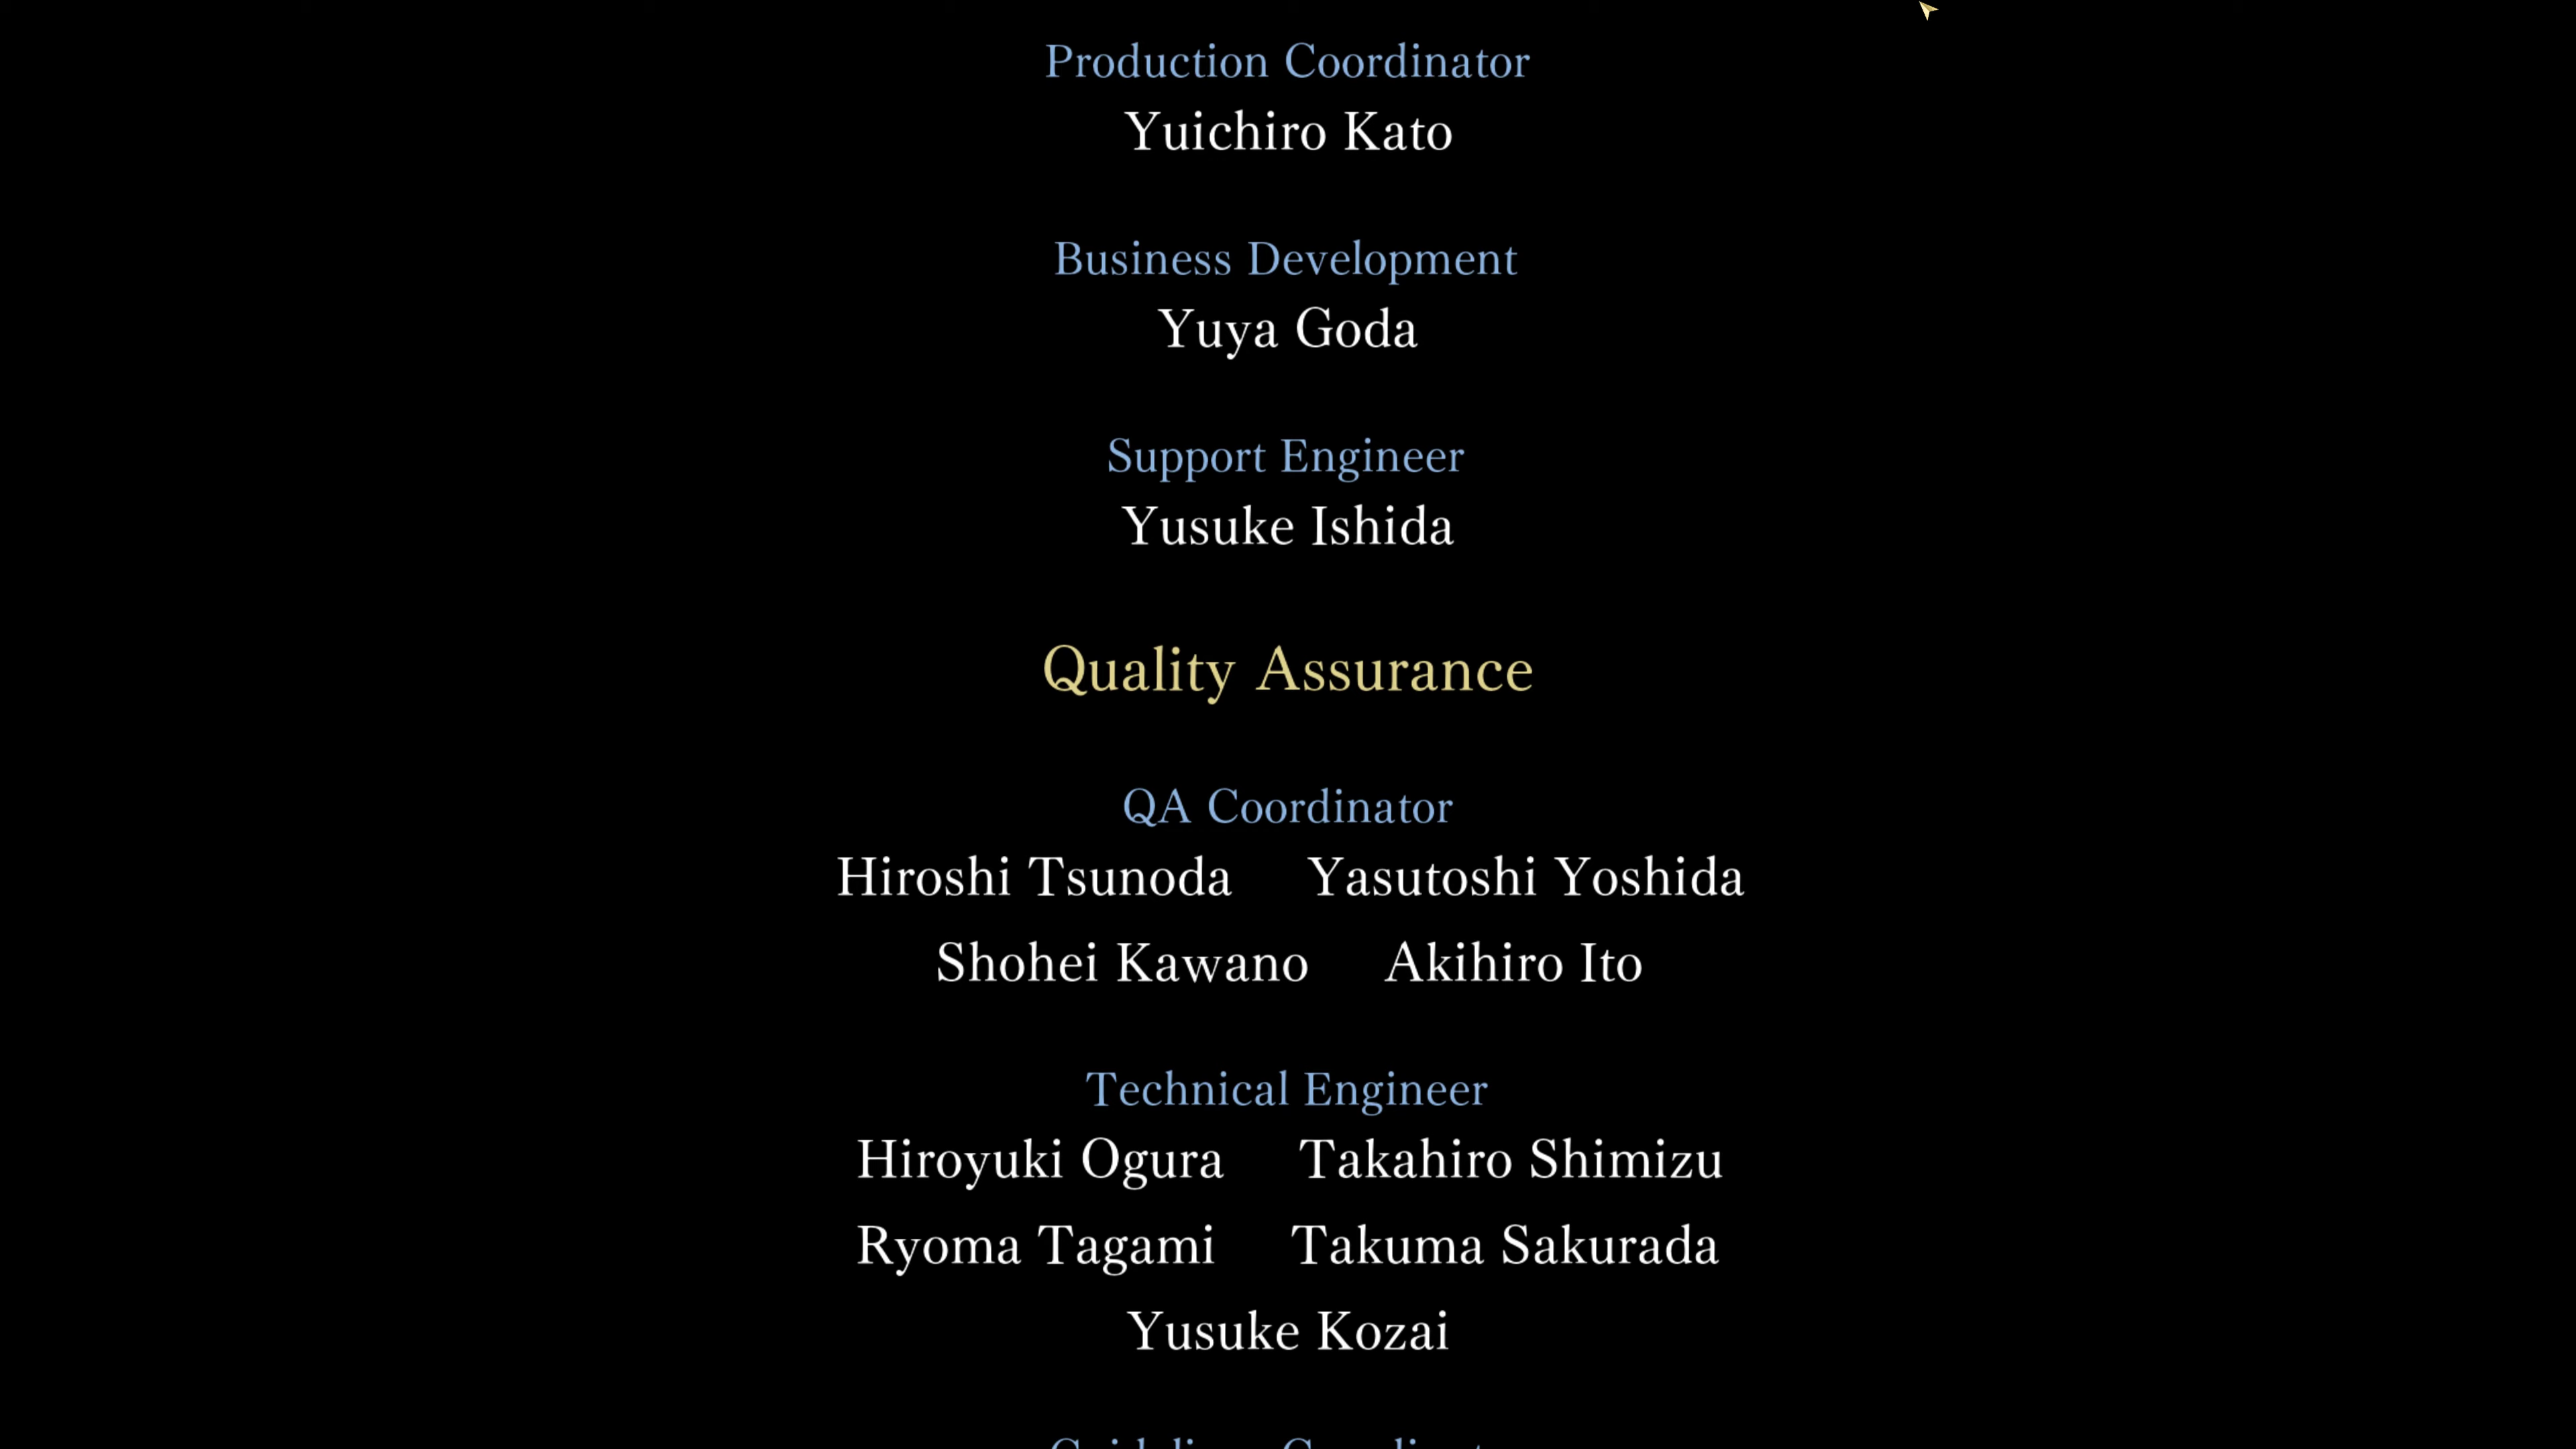 Production Coordinator
Yuichiro Kato
Business Development
Yuya Goda
Support Engineer
Yusuke Ishida
Quality Assurance
QA Coordinator
Hiroshi Tsunoda Yasutoshi Yoshida
Shohei Kawano Akihiro Ito
Technical Engineer
Hiroyuki Ogura Takahiro Shimizu
Ryoma Tagami Takuma Sakurada
Yusuke Kozai